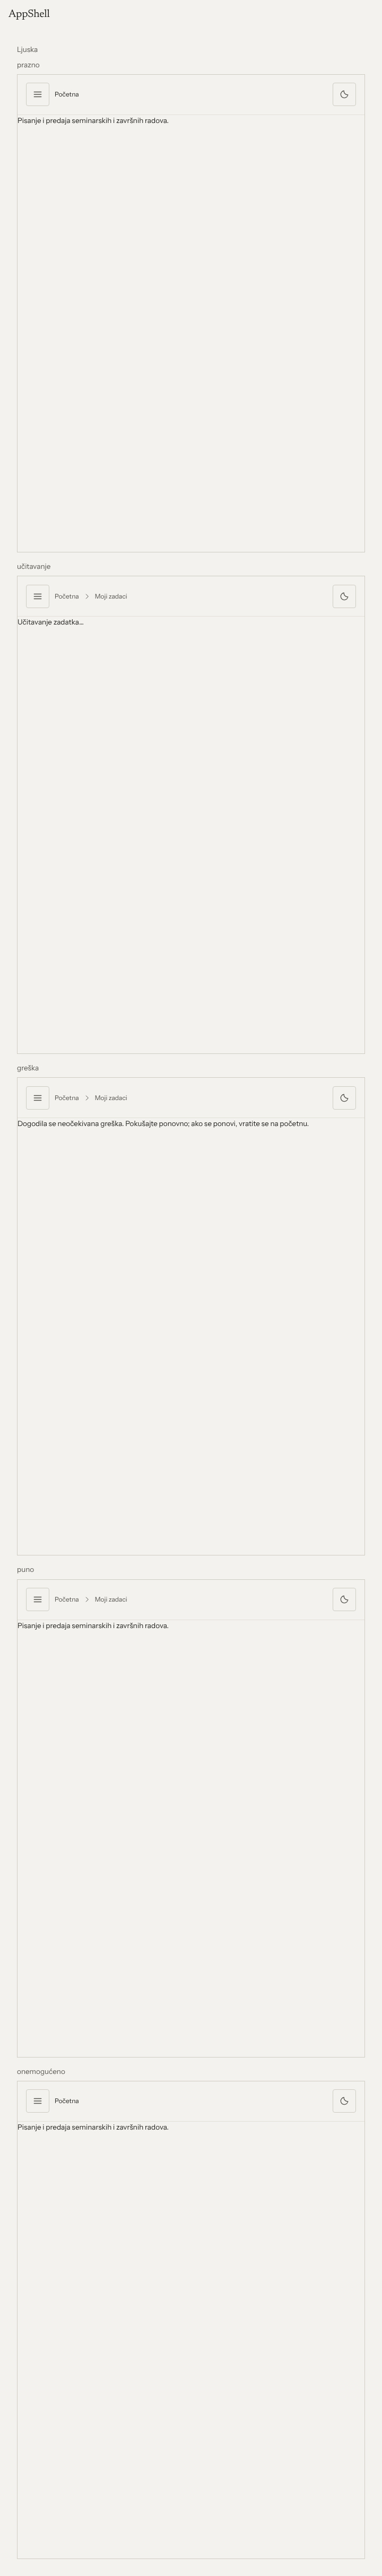 AppShell
Ljuska
prazno
Početna
Pisanje i predaja seminarskih i završnih radova.
učitavanje
Početna Moji zadaci
Učitavanje zadatka…
greška
Početna Moji zadaci
Dogodila se neočekivana greška. Pokušajte ponovno; ako se ponovi, vratite se na početnu.
puno
Početna Moji zadaci
Pisanje i predaja seminarskih i završnih radova.
onemogućeno
Početna
Pisanje i predaja seminarskih i završnih radova.